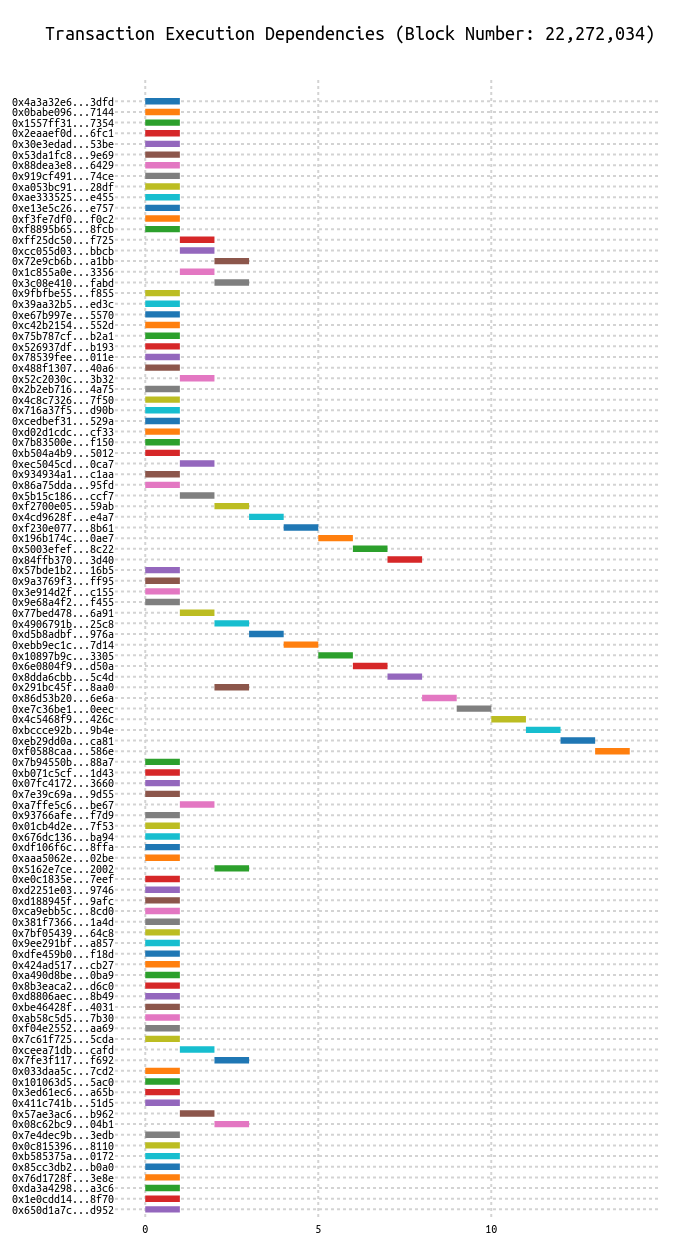 Transaction Execution Dependencies (Block Number: 22,272,034)
0x4a3a32e6...3dfd
0x0babe096...7144
0x1557ff31...7354
0x2eaaef0d...6fc1
0x30e3edad...53be
0x53da1fc8...9e69
0x88dea3e8...6429
0x919cf491...74ce
0xa053bc91...28df
0xae333525...e455
0xe13e5c26...e757
0xf3fe7df0...f0c2
0xf8895b65...8fcb
0xff25dc50...f725
0xcc055d03...bbcb
0x72e9cb6b...a1bb
0x1c855a0e...3356
0x3c08e410...fabd
0x9fbfbe55...f855
0x39aa32b5...ed3c
0xe67b997e...5570
0xc42b2154...552d
0x75b787cf...b2a1
0x526937df...b193
0x78539fee...011e
0x488f1307...40a6
0x52c2030c...3b32
0x2b2eb716...4a75
0x4c8c7326...7f50
0x716a37f5...d90b
0xcedbef31...529a
0xd02d1cdc...cf33
0x7b83500e...f150
0xb504a4b9...5012
0xec5045cd...0ca7
0x934934a1...c1aa
0x86a75dda...95fd
0x5b15c186...ccf7
0xf2700e05...59ab
0x4cd9628f...e4a7
0xf230e077...8b61
0x196b174c...0ae7
0x5003efef...8c22
0x84ffb370...3d40
0x57bde1b2...16b5
0x9a3769f3...ff95
0x3e914d2f...c155
0x9e68a4f2...f455
0x77bed478...6a91
0x4906791b...25c8
0xd5b8adbf...976a
0xebb9ec1c...7d14
0x10897b9c...3305
0x6e0804f9...d50a
0x8dda6cbb...5c4d
0x291bc45f...8aa0
0x86d53b20...6e6a
0xe7c36be1...0eec
0x4c5468f9...426c
0xbccce92b...9b4e
0xeb29dd0a...ca81
0xf0588caa...586e
0x7b94550b...88a7
0xb071c5cf...1d43
0x07fc4172...3660
0x7e39c69a...9d55
0xa7ffe5c6...be67
0x93766afe...f7d9
0x01cb4d2e...7f53
0x676dc136...ba94
0xdf106f6c...8ffa
0xaaa5062e...02be
0x5162e7ce...2002
0xe0c1835e...7eef
0xd2251e03...9746
0xd188945f...9afc
0xca9ebb5c...8cd0
0x381f7366...1a4d
0x7bf05439...64c8
0x9ee291bf...a857
0xdfe459b0...f18d
0x424ad517...cb27
0xa490d8be...0ba9
0x8b3eaca2...d6c0
0xd8806aec...8b49
0xbe46428f...4031
0xab58c5d5...7b30
0xf04e2552...aa69
0x7c61f725...5cda
0xceea71db...cafd
0x7fe3f117...f692
0x033daa5c...7cd2
0x101063d5...5ac0
0x3ed61ec6...a65b
0x411c741b...51d5
0x57ae3ac6...b962
0x08c62bc9...04b1
0x7e4dec9b...3edb
0x0c815396...8110
0xb585375a...0172
0x85cc3db2...b0a0
0x76d1728f...3e8e
0xda3a4298...a3c6
0x1e0cdd14...8f70
0x650d1a7c...d952
0 5 10